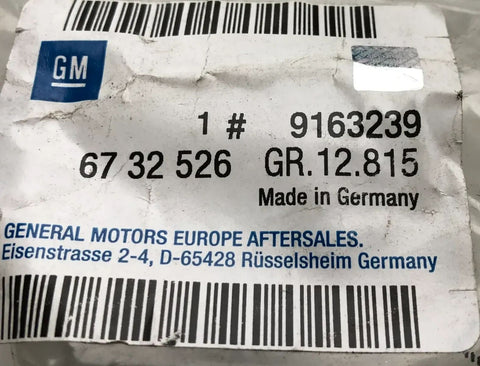 GM
1 # 9163239
67 32 526 GR.12.815
Made in Germany
GENERAL MOTORS EUROPE AFTERSALES.
Eisenstrasse 2-4, D-65428 Rüsselsheim Germany